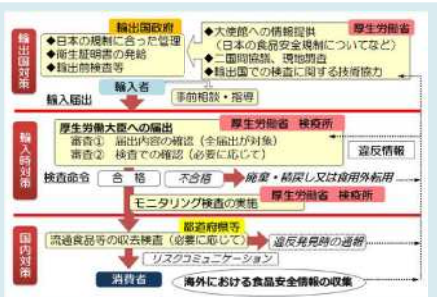 輸出国対策
輸出国政府
◆日本の規制に合った管理
◆衛生証明書の発給
◆輸出前検査等
厚生労働省
◆大使館への情報提供
(日本の食品安全規制についてなど)
◆二国間協議、現地調査
◆輸出国での検査に関する技術協力
輸入者
輸入届出
事前相談・指導
輸入時対策
厚生労働省 検疫所
厚生労働大臣への届出
審査① 届出内容の確認(全届出が対象)
審査② 検査での確認(必要に応じて)
違反情報
検査命令
合 格
不合格
廃棄・積戻し又は食用外転用
厚生労働省 検疫所
モニタリング検査の実施
国内対策
都道府県等
流通食品等の収去検査(必要に応じて)
違反発見時の通報
リスクコミュニケーション
消費者
海外における食品安全情報の収集